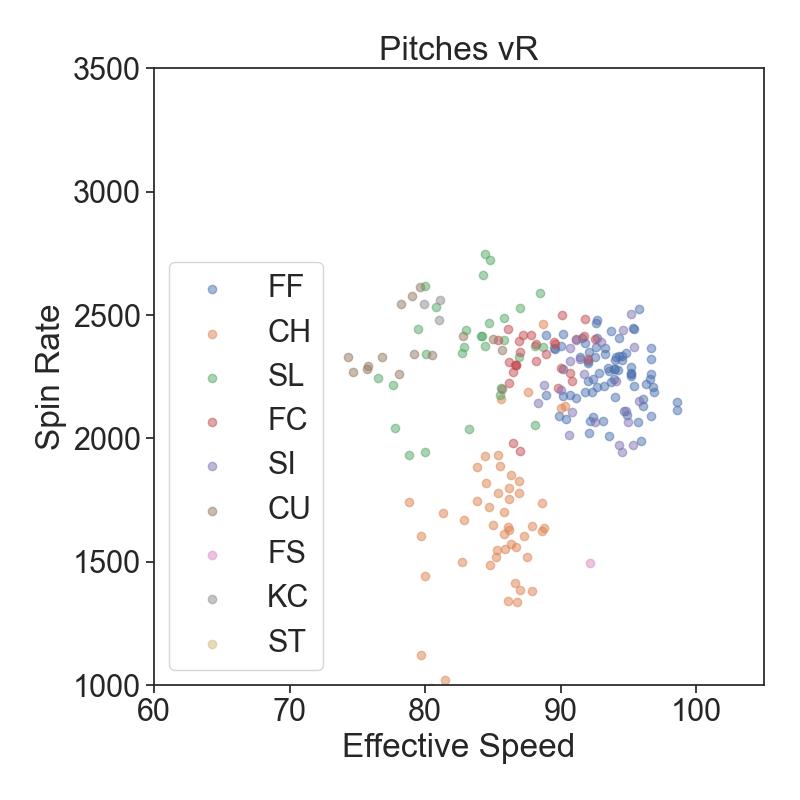 Pitches vR
3500
3000
2500
2000
1500
1000
Spin Rate
FF
CH
SL
FC
SI
CU
FS
KC
ST
60 70 80 90 100
Effective Speed